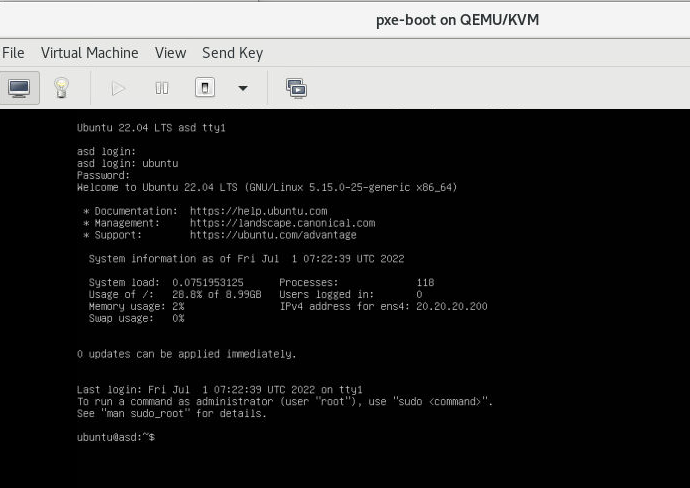 pxe-boot on QEMU/KVM
File Virtual Machine View Send Key
Ubuntu 22.04 LTS asd tty1
asd login:
asd login: ubuntu
Password:
Welcome to Ubuntu 22.04 LTS (GNU/Linux 5.15.0-25-generic x86_64)
* Documentation: https://help.ubuntu.com
* Management: https://landscape.canonical.com
* Support: https://ubuntu.com/advantage
System information as of Fri Jul 1 07:22:39 UTC 2022
System load: 0.0751953125 Processes: 118
Usage of /: 28.8% of 8.99GB Users logged in: 0
Memory usage: 2% IPv4 address for ens4: 20.20.20.200
Swap usage: 0%
0 updates can be applied immediately.
Last login: Fri Jul 1 07:22:39 UTC 2022 on tty1
To run a command as administrator (user "root"), use "sudo <command>".
See "man sudo_root" for details.
ubuntu@asd:~$